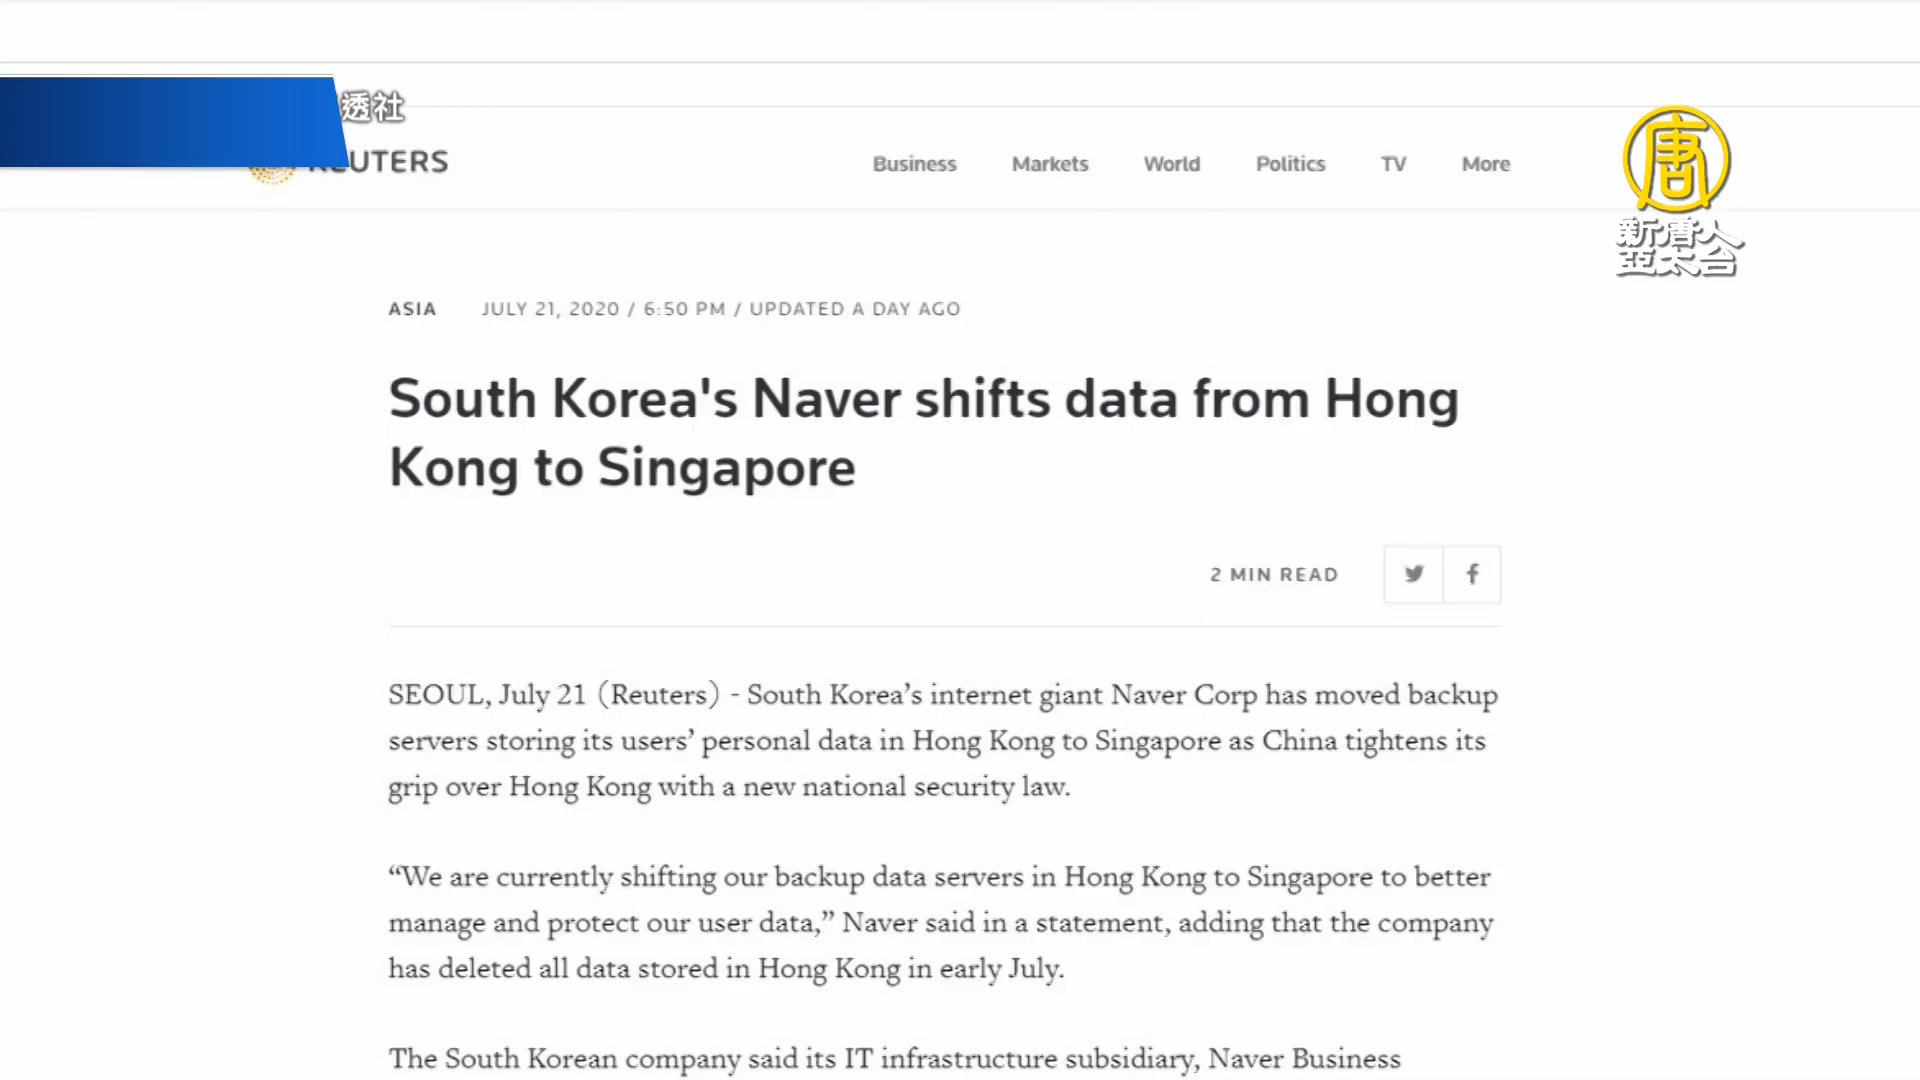 透社
REUTERS
Business Markets World Politics TV More
唐
新唐人
亞太台
ASIA JULY 21, 2020 / 6:50 PM / UPDATED A DAY AGO
South Korea's Naver shifts data from Hong
Kong to Singapore
2 MIN READ
SEOUL, July 21 (Reuters) - South Korea’s internet giant Naver Corp has moved backup
servers storing its users’ personal data in Hong Kong to Singapore as China tightens its
grip over Hong Kong with a new national security law.
“We are currently shifting our backup data servers in Hong Kong to Singapore to better
manage and protect our user data,” Naver said in a statement, adding that the company
has deleted all data stored in Hong Kong in early July.
The South Korean company said its IT infrastructure subsidiary, Naver Business